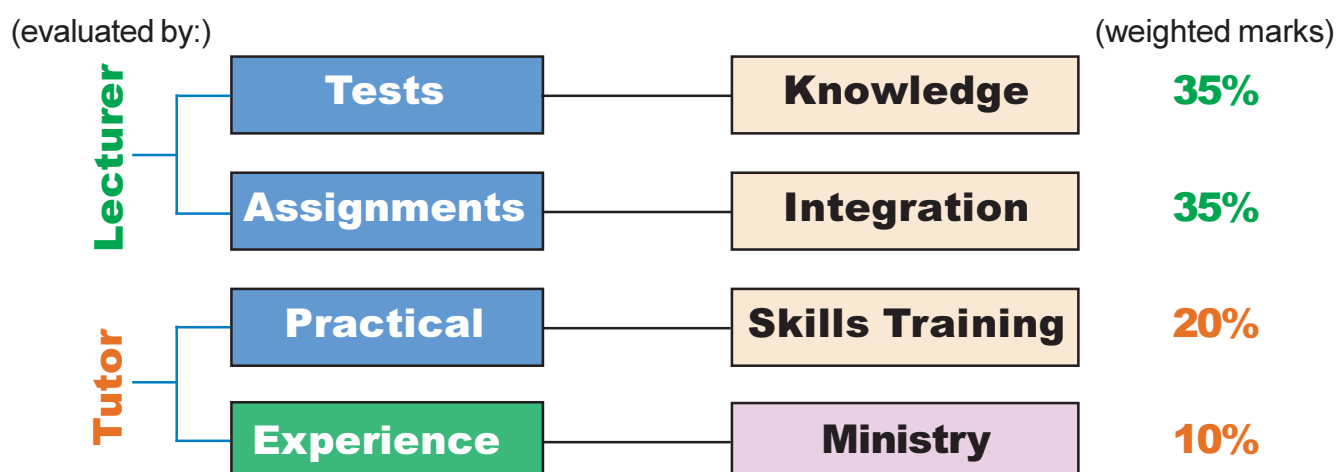 (evaluated by:)
(weighted marks)
Lecturer
Tests
Knowledge
35%
Assignments
Integration
35%
Tutor
Practical
Skills Training
20%
Experience
Ministry
10%